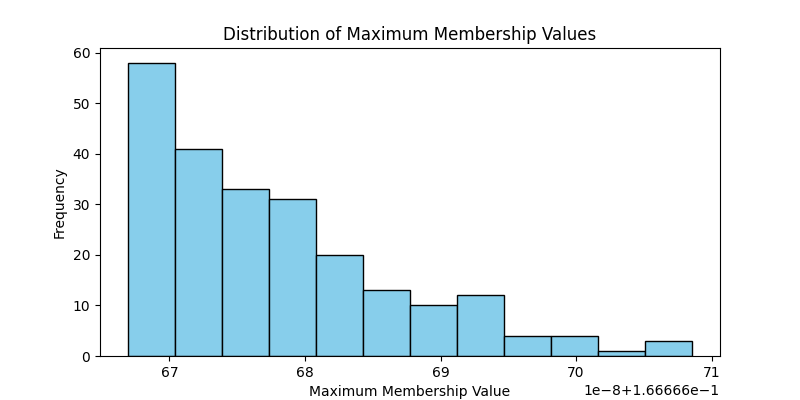 Distribution of Maximum Membership Values
60
50
40
30
20
10
0
Frequency
67 68 69 70 71
Maximum Membership Value
1e−8+1.66666e−1